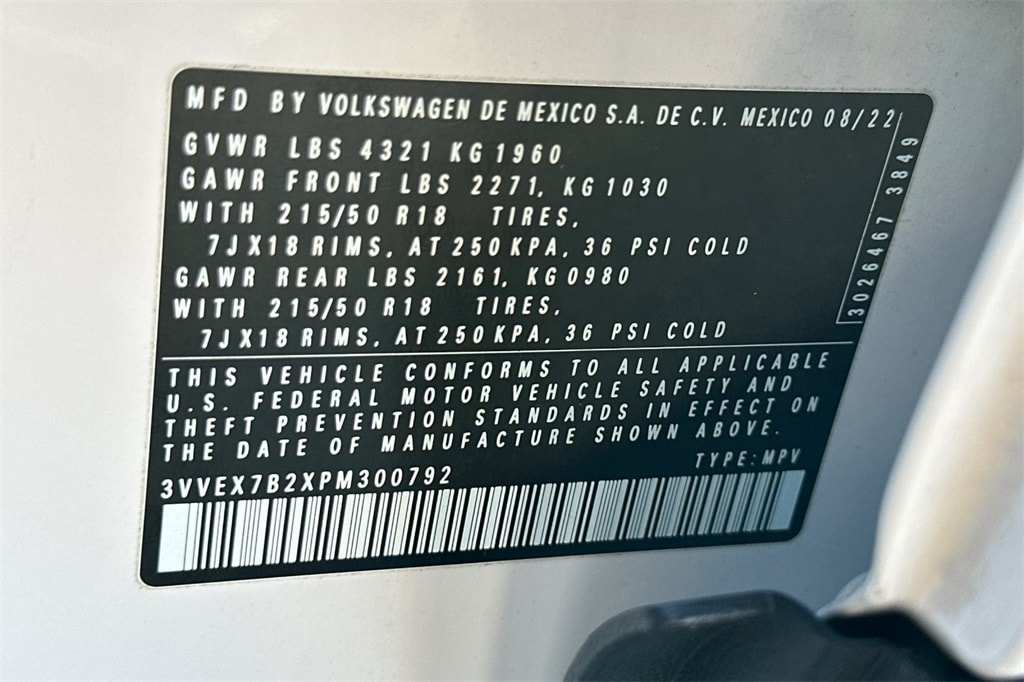 MFD BY VOLKSWAGEN DE MEXICO S.A. DE C.V. MEXICO 08/22
GVWR LBS 4321 KG 1960
GAWR FRONT LBS 2271, KG 1030
WITH 215/50 R18 TIRES,
7JX18 RIMS, AT 250 KPA, 36 PSI COLD
GAWR REAR LBS 2161, KG 0980
WITH 215/50 R18 TIRES,
7JX18 RIMS, AT 250 KPA, 36 PSI COLD
3026467 3849
THIS VEHICLE CONFORMS TO ALL APPLICABLE
U.S. FEDERAL MOTOR VEHICLE SAFETY AND
THEFT PREVENTION STANDARDS IN EFFECT ON
THE DATE OF MANUFACTURE SHOWN ABOVE.
TYPE: MPV
3VVEX7B2XPM300792